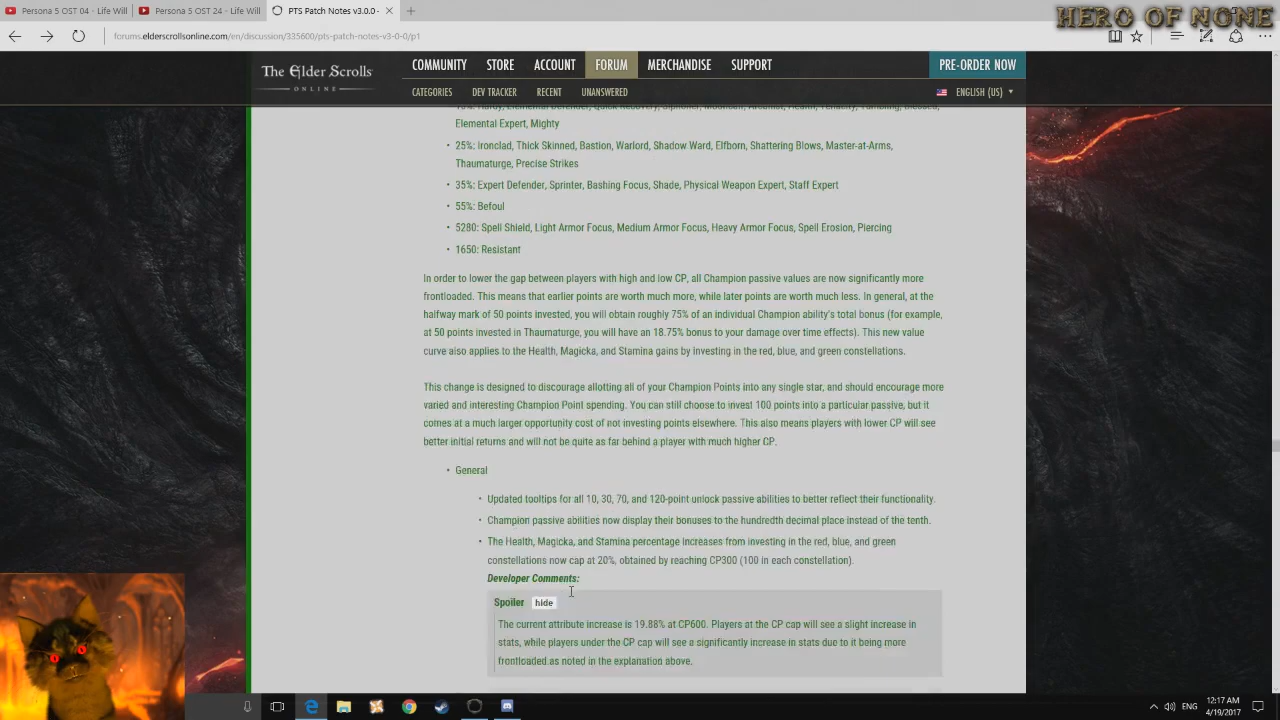 Persona 5 OST 04 - Life Will
Persona 5 OST 24 - Life Will
PTS Patch Notes v3.0.0 -
HERO OF NONE
forums.elderscrollsonline.com/en/discussion/335600/pts-patch-notes-v3-0-0/p1
The Elder Scrolls
ONLINE
COMMUNITY STORE ACCOUNT FORUM MERCHANDISE SUPPORT PRE-ORDER NOW
CATEGORIES DEV TRACKER RECENT UNANSWERED ENGLISH (US)
Elemental Expert, Mighty
• 25%: Ironclad, Thick Skinned, Bastion, Warlord, Shadow Ward, Elfborn, Shattering Blows, Master-at-Arms,
Thaumaturge, Precise Strikes
• 35%: Expert Defender, Sprinter, Bashing Focus, Shade, Physical Weapon Expert, Staff Expert
• 55%: Befoul
• 5280: Spell Shield, Light Armor Focus, Medium Armor Focus, Heavy Armor Focus, Spell Erosion, Piercing
• 1650: Resistant
In order to lower the gap between players with high and low CP, all Champion passive values are now significantly more
frontloaded. This means that earlier points are worth much more, while later points are worth much less. In general, at the
halfway mark of 50 points invested, you will obtain roughly 75% of an individual Champion ability's total bonus (for example,
at 50 points invested in Thaumaturge, you will have an 18.75% bonus to your damage over time effects). This new value
curve also applies to the Health, Magicka, and Stamina gains by investing in the red, blue, and green constellations.
This change is designed to discourage allotting all of your Champion Points into any single star, and should encourage more
varied and interesting Champion Point spending. You can still choose to invest 100 points into a particular passive, but it
comes at a much larger opportunity cost of not investing points elsewhere. This also means players with lower CP will see
better initial returns and will not be quite as far behind a player with much higher CP.
• General
• Updated tooltips for all 10, 30, 70, and 120-point unlock passive abilities to better reflect their functionality.
• Champion passive abilities now display their bonuses to the hundredth decimal place instead of the tenth.
• The Health, Magicka, and Stamina percentage increases from investing in the red, blue, and green
constellations now cap at 20%, obtained by reaching CP300 (100 in each constellation).
Developer Comments:
Spoiler hide
The current attribute increase is 19.88% at CP600. Players at the CP cap will see a slight increase in
stats, while players under the CP cap will see a significantly increase in stats due to it being more
frontloaded as noted in the explanation above.
ENG
12:17 AM
4/19/2017